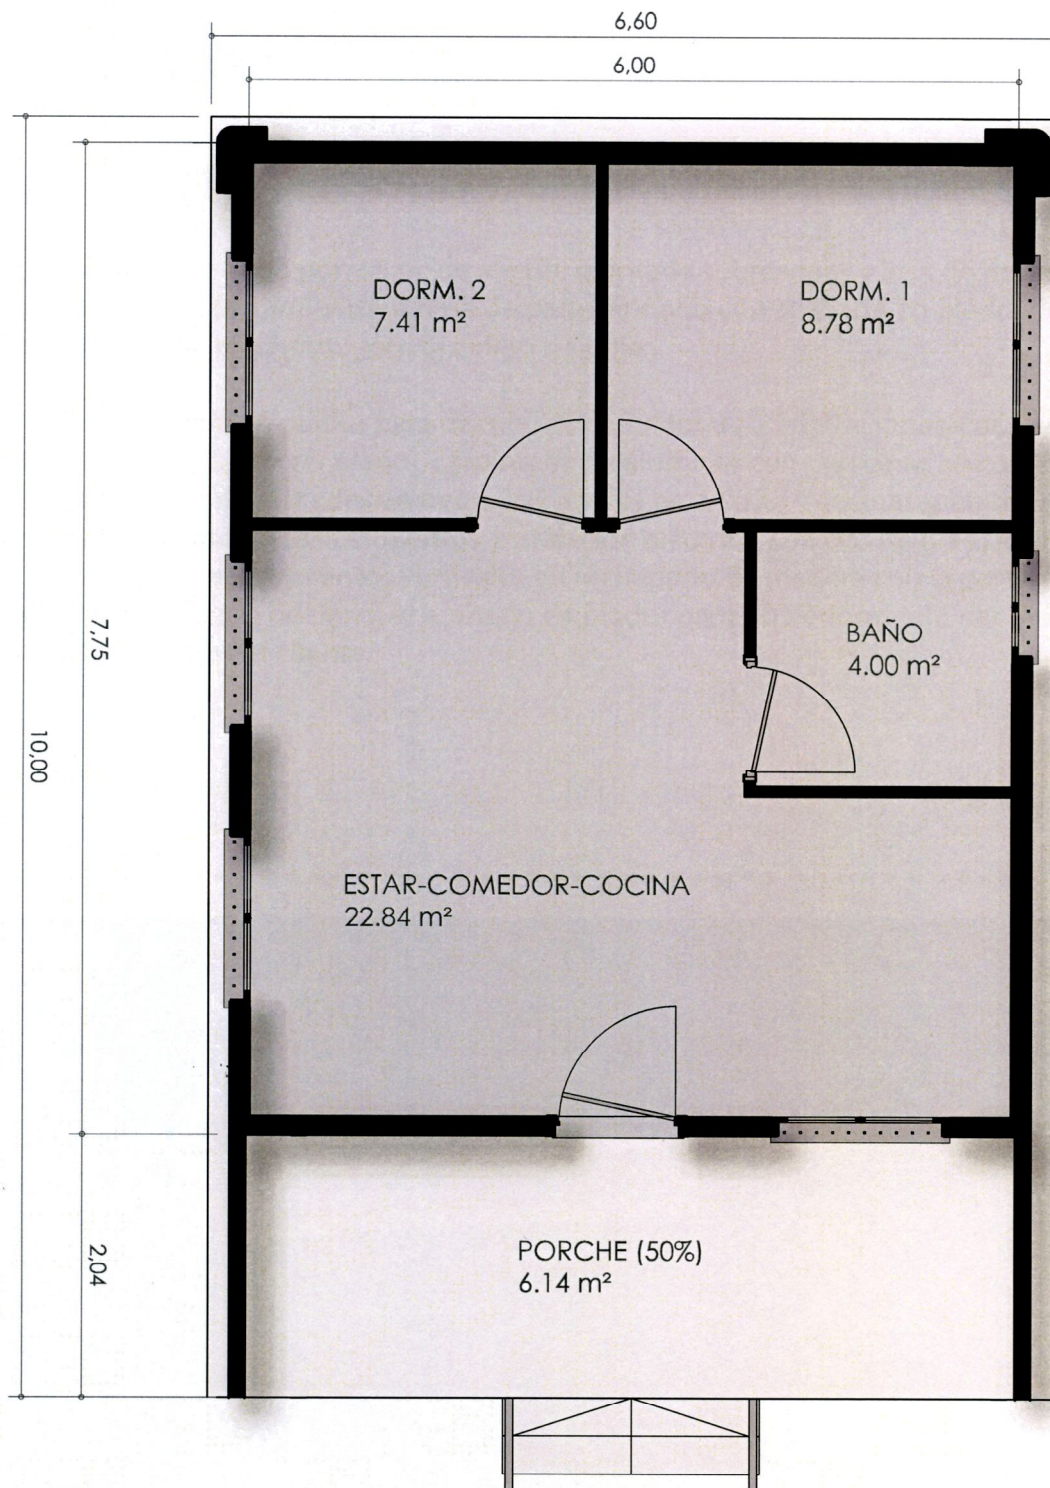 6,60
6,00
DORM. 2
7.41 m²
DORM. 1
8.78 m²
7,75
10,00
BAÑO
4.00 m²
ESTAR-COMEDOR-COCINA
22.84 m²
2,04
PORCHE (50%)
6.14 m²